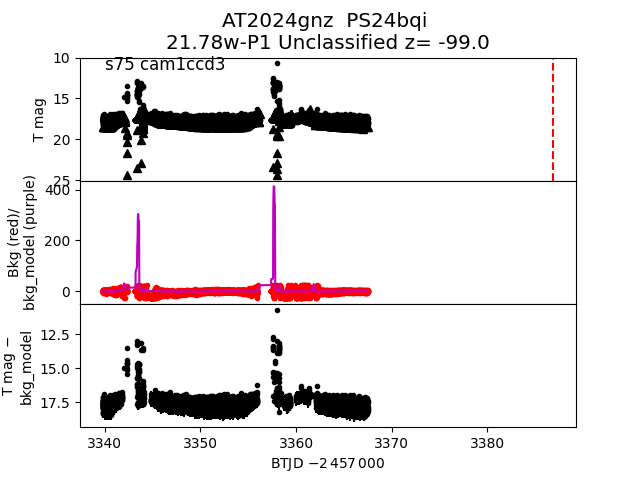 AT2024gnz  PS24bqi
21.78w-P1 Unclassified z= -99.0
s75 cam1ccd3
10
15
20
25
T mag
400
200
0
Bkg (red)/
bkg_model (purple)
12.5
15.0
17.5
T mag −
bkg_model
3340 3350 3360 3370 3380
BTJD −2 457 000